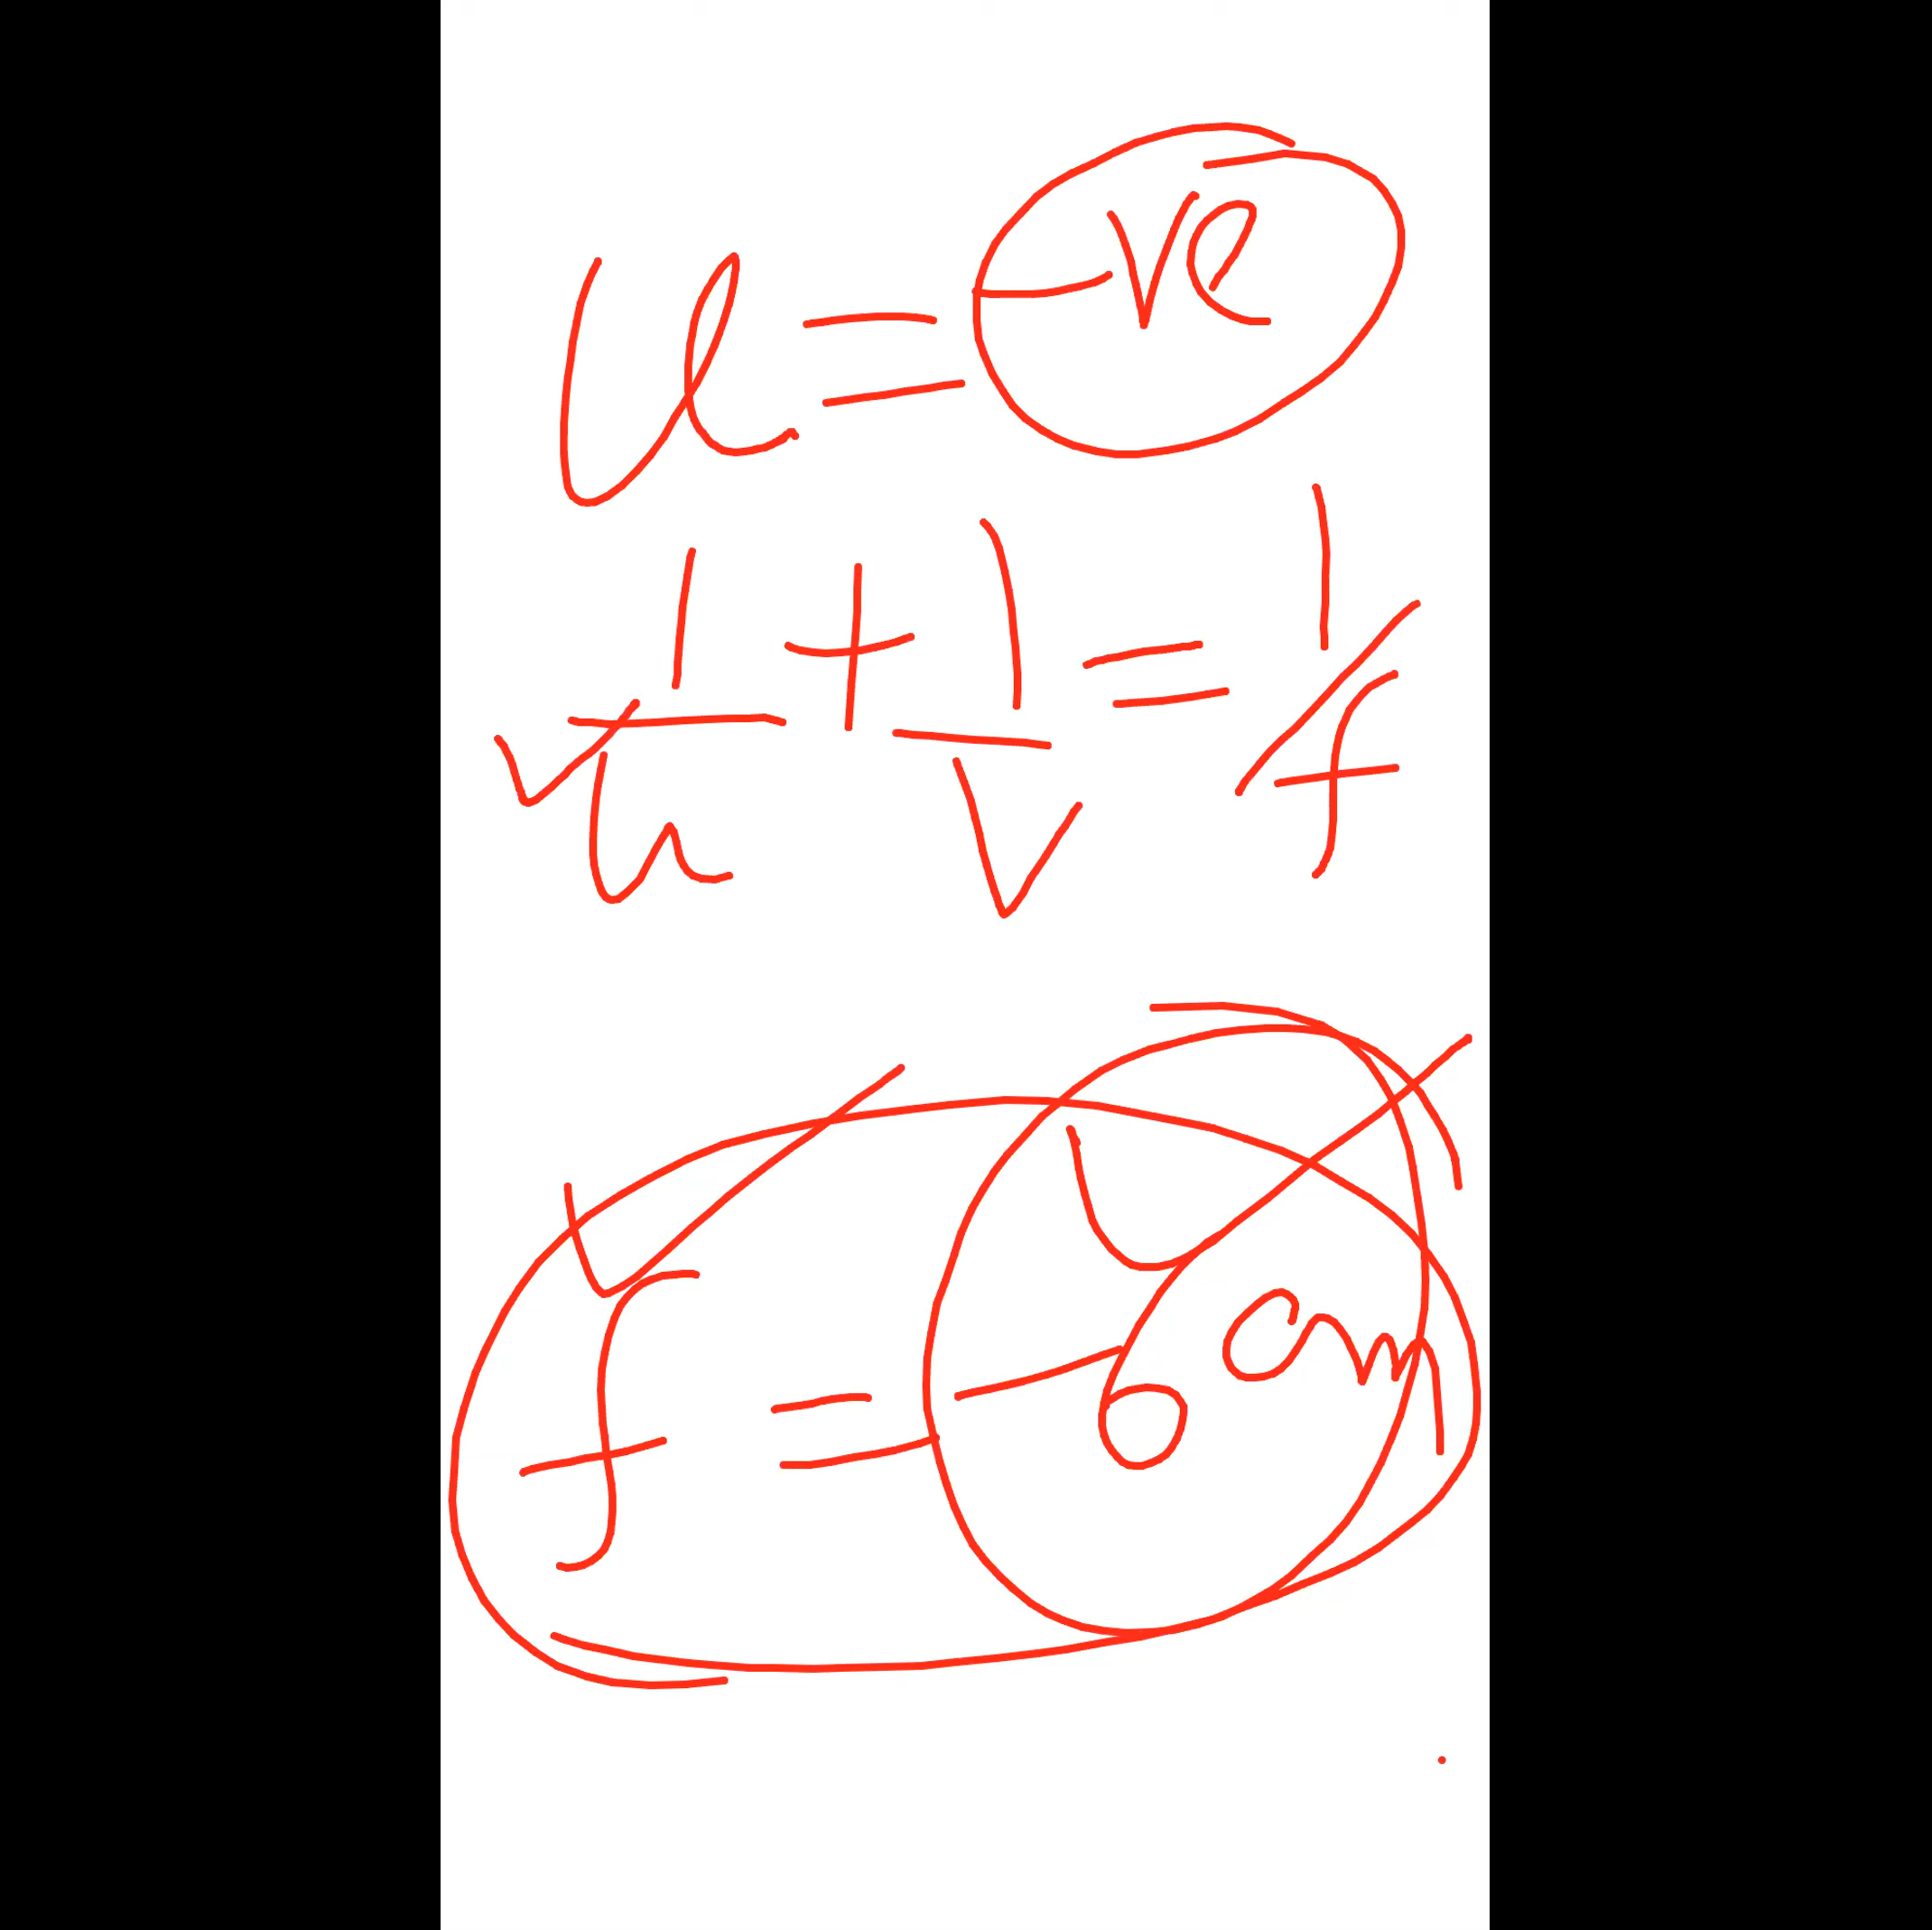 u = -ve
1/u + 1/v = 1/f
f = -6cm